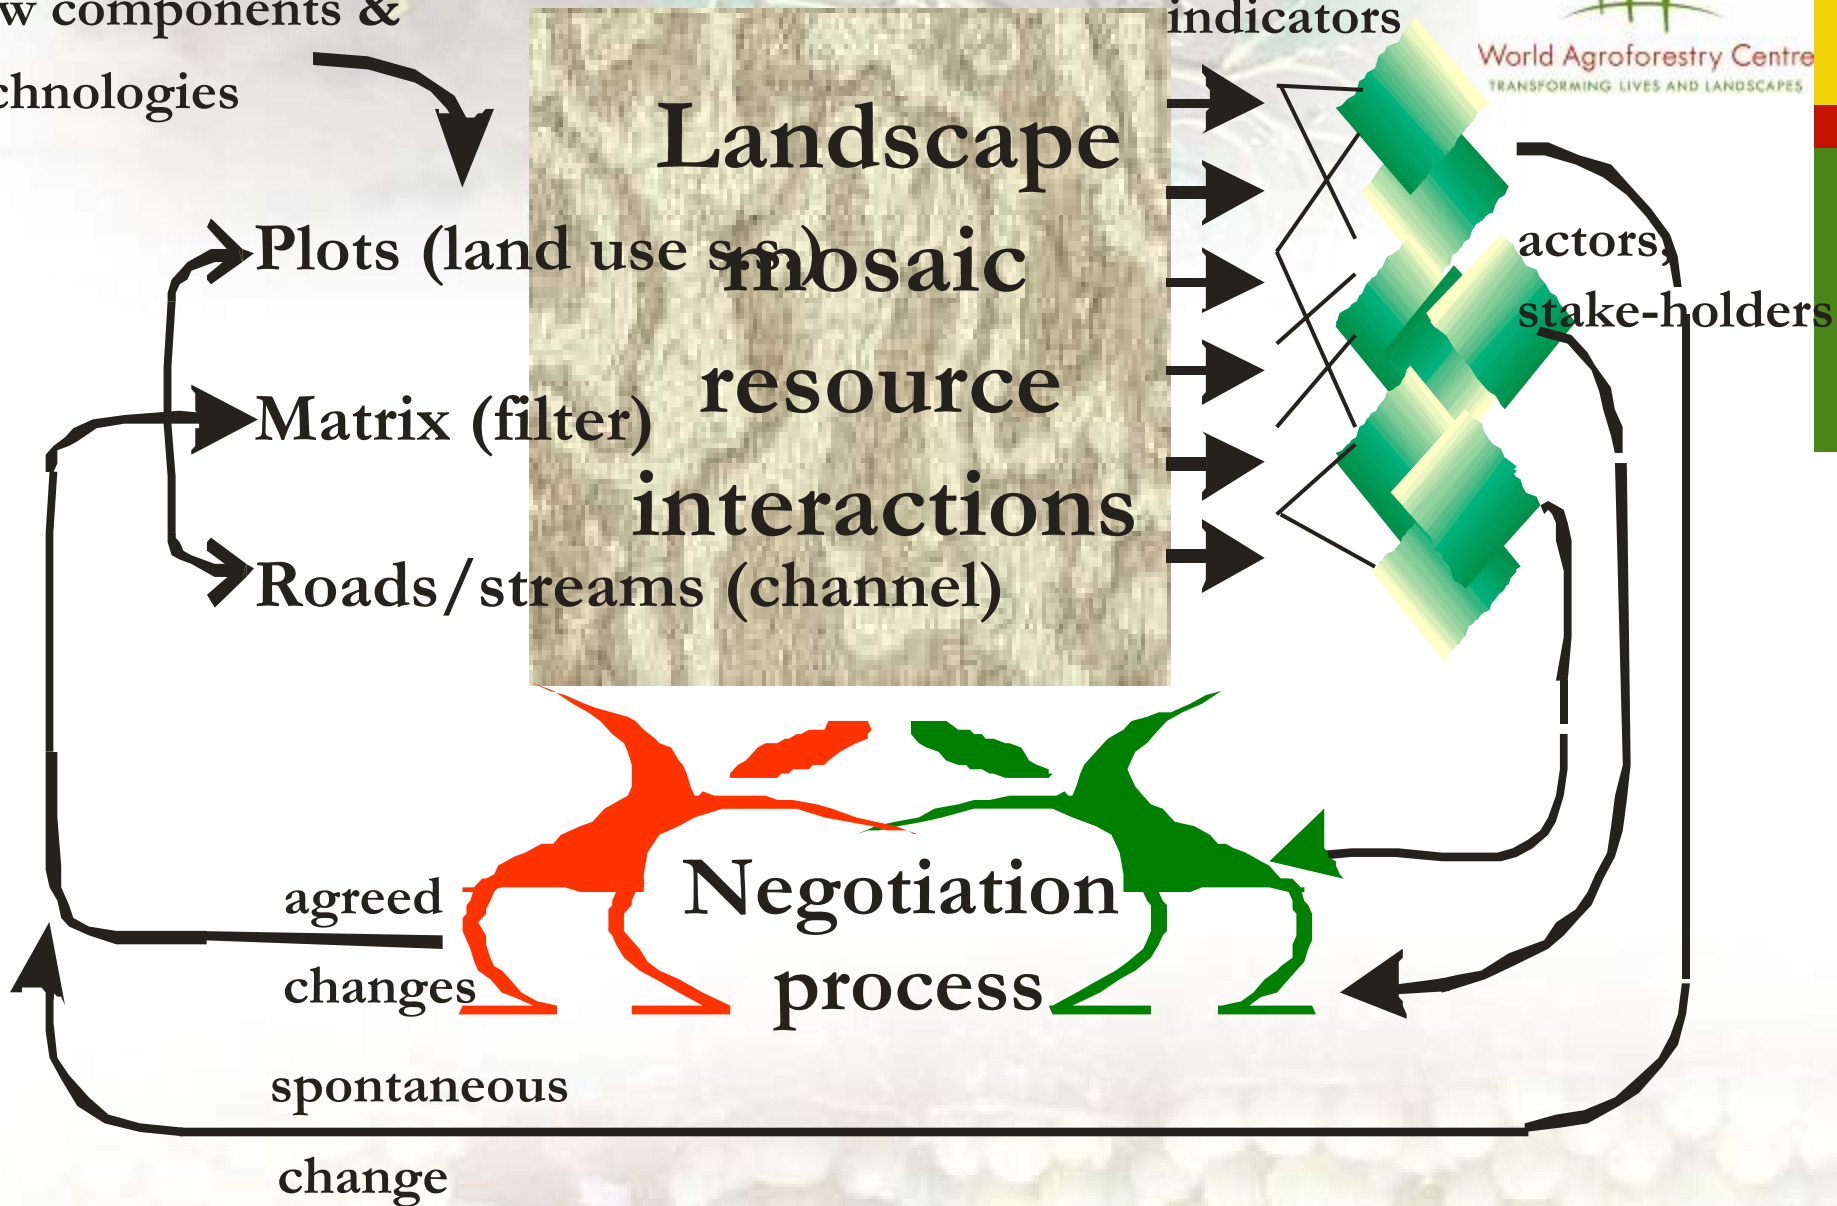 w components &
chnologies
indicators
World Agroforestry Centre
TRANSFORMING LIVES AND LANDSCAPES
Landscape
mosaic
resource
interactions
Plots (land use s.s.)
Matrix (filter)
Roads/streams (channel)
actors,
stake-holders
Negotiation
process
agreed
changes
spontaneous
change